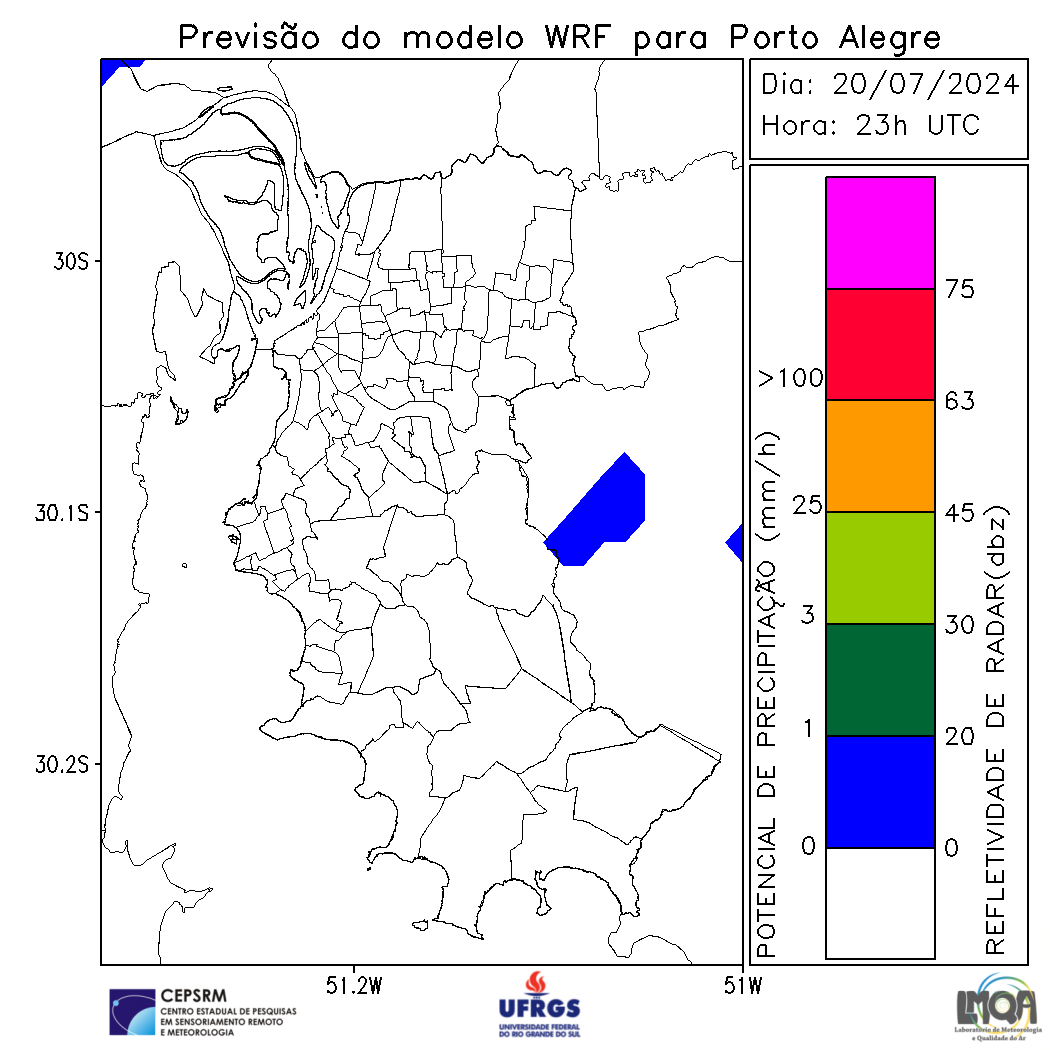 Previsão do modelo WRF para Porto Alegre
Dia: 20/07/2024
Hora: 23h UTC
30S
30.1S
30.2S
51.2W
51W
POTENCIAL DE PRECIPITAÇÃO (mm/h)
>100
25
3
1
0
75
63
45
30
20
0
REFLETIVIDADE DE RADAR(dbz)
CEPSRM
CENTRO ESTADUAL DE PESQUISAS
EM SENSORIAMENTO REMOTO
E METEOROLOGIA
UFRGS
UNIVERSIDADE FEDERAL
DO RIO GRANDE DO SUL
LMQA
Laboratório de Meteorologia
e Qualidade do Ar